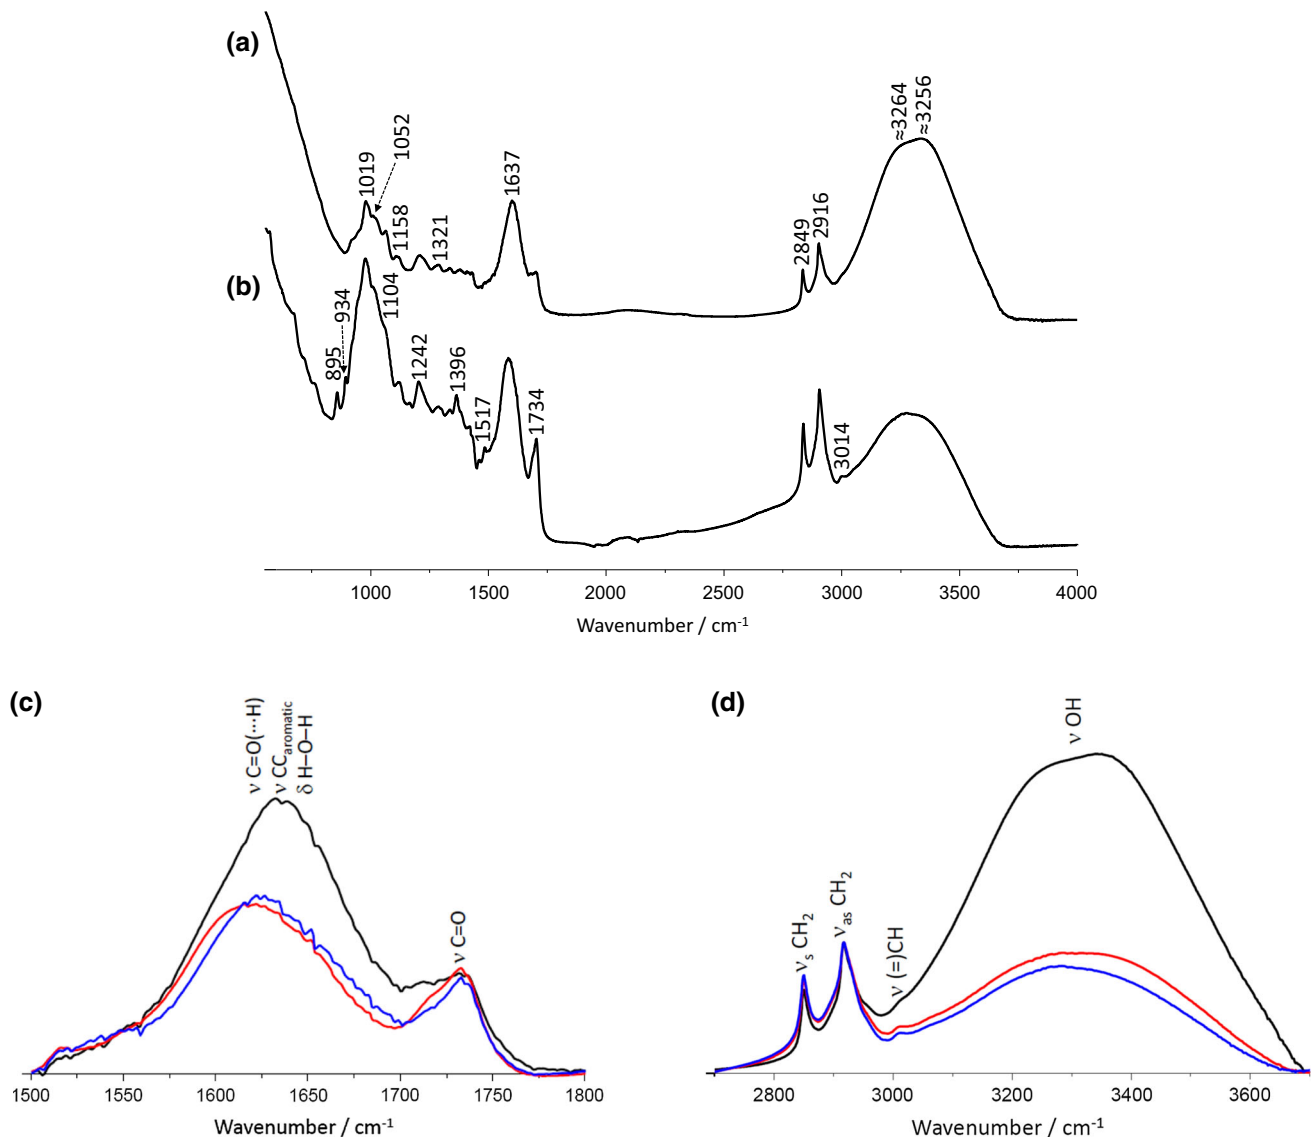 (a)
1019
1052
1158
1321
1637
2849
2916
≈3264
≈3256
(b)
895
934
1104
1242
1396
1517
1734
3014
1000
1500
2000
2500
3000
3500
4000
Wavenumber / cm-1
(c)
ν C=O(···H)
ν CCaromatic
δ H–O–H
ν C=O
1500
1550
1600
1650
1700
1750
1800
Wavenumber / cm-1
(d)
νs CH2
νas CH2
ν (=)CH
ν OH
2800
3000
3200
3400
3600
Wavenumber / cm-1